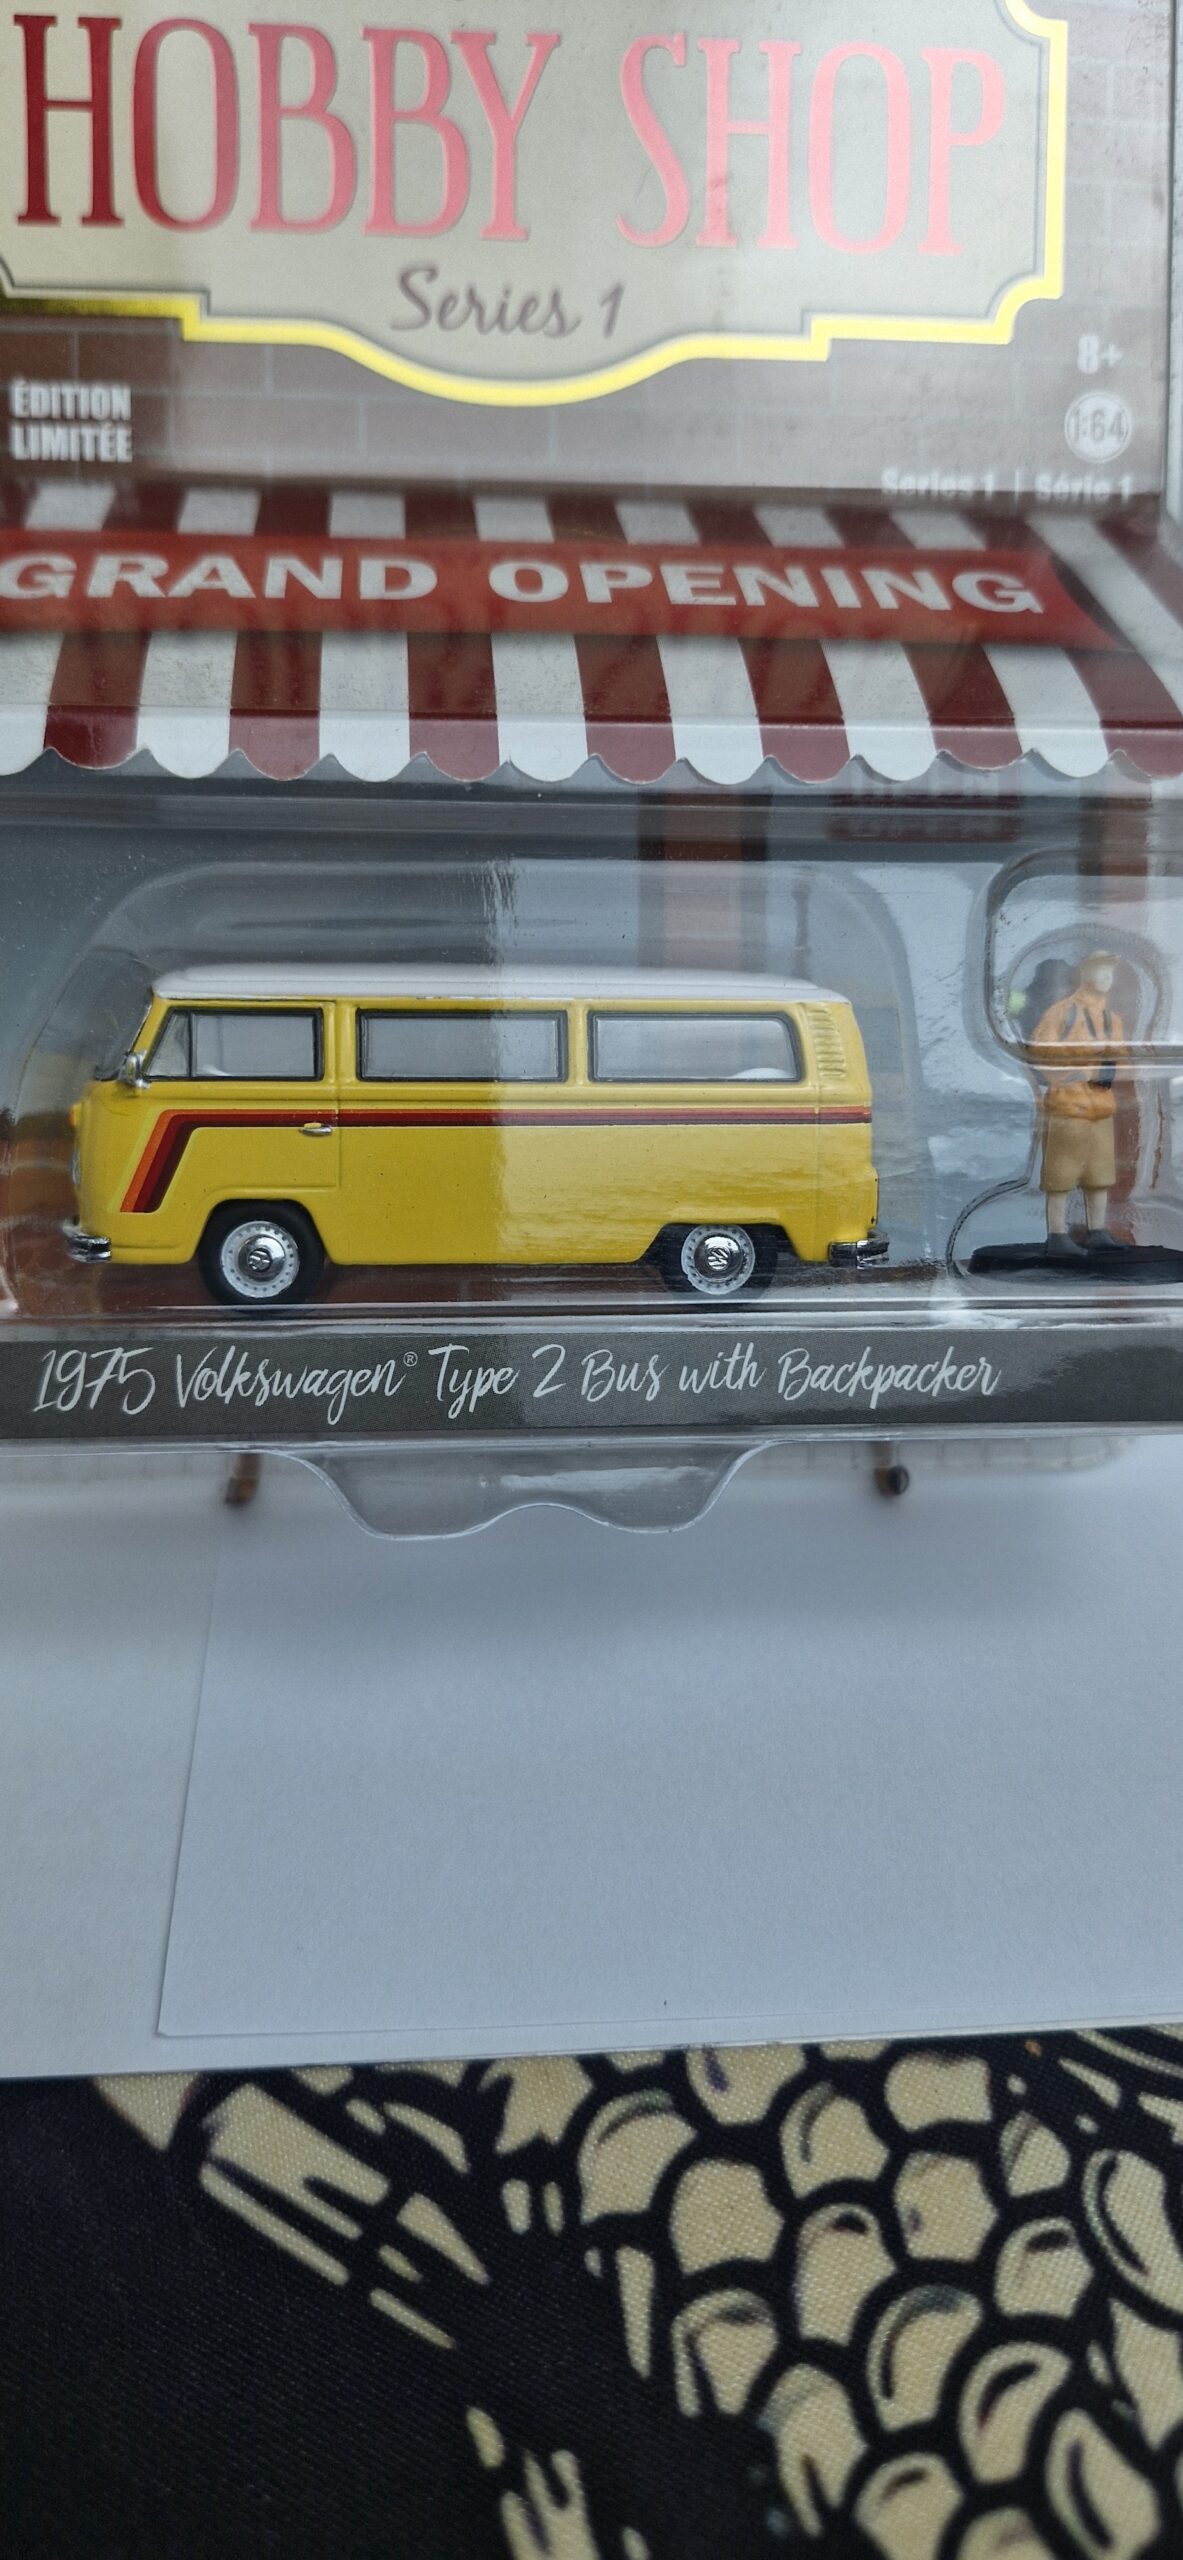 HOBBY SHOP
Series 1
ÉDITION
LIMITÉE
8+
1:64
Series 1 | Série 1
GRAND OPENING
1975 Volkswagen® Type 2 Bus with Backpacker